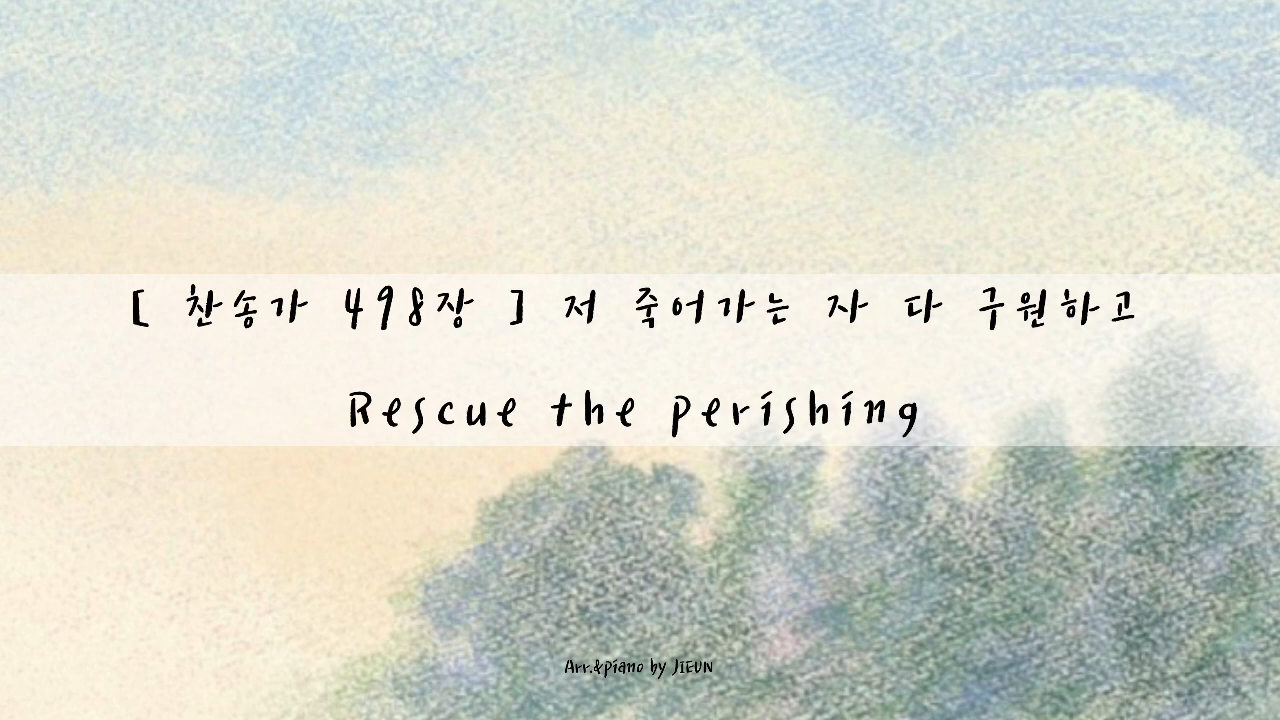 [ 찬송가 498장 ] 저 죽어가는 자 다 구원하고
Rescue the perishing
Arr.&piano by JIEUN